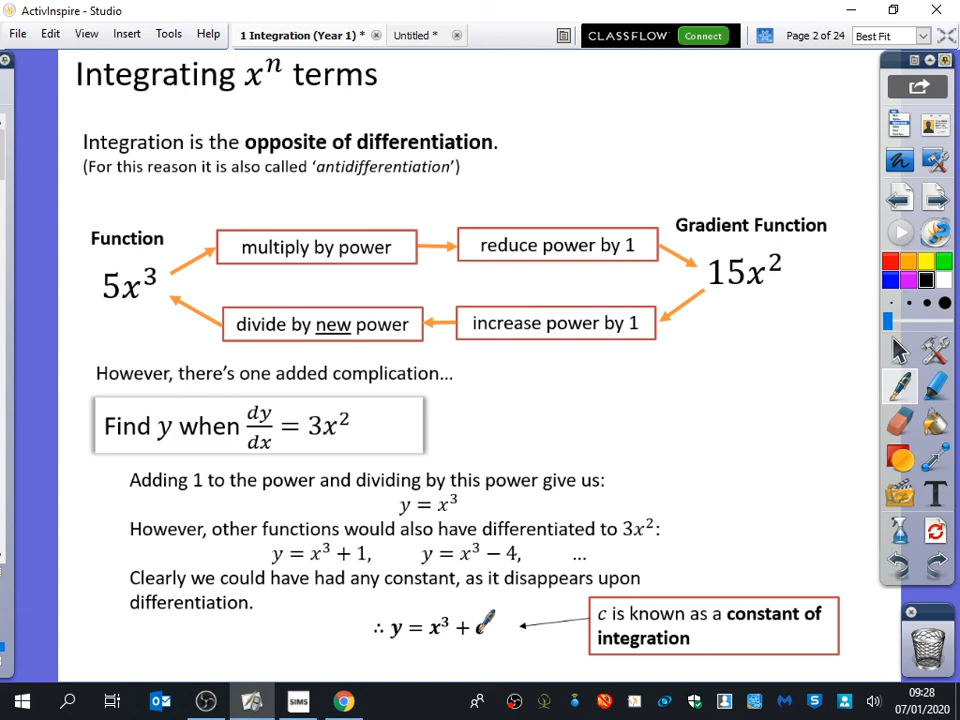 ActivInspire - Studio
File Edit View Insert Tools Help
1 Integration (Year 1) *
Untitled *
CLASSFLOW Connect
Page 2 of 24
Best Fit
Integrating xⁿ terms
Integration is the opposite of differentiation.
(For this reason it is also called ‘antidifferentiation’)
Function
Gradient Function
multiply by power
reduce power by 1
5x³
15x²
divide by new power
increase power by 1
However, there’s one added complication…
Find y when dy/dx = 3x²
Adding 1 to the power and dividing by this power give us:
y = x³
However, other functions would also have differentiated to 3x²:
y = x³ + 1, y = x³ − 4, …
Clearly we could have had any constant, as it disappears upon
differentiation.
∴ y = x³ + c
c is known as a constant of
integration
T
SIMS
09:28
07/01/2020